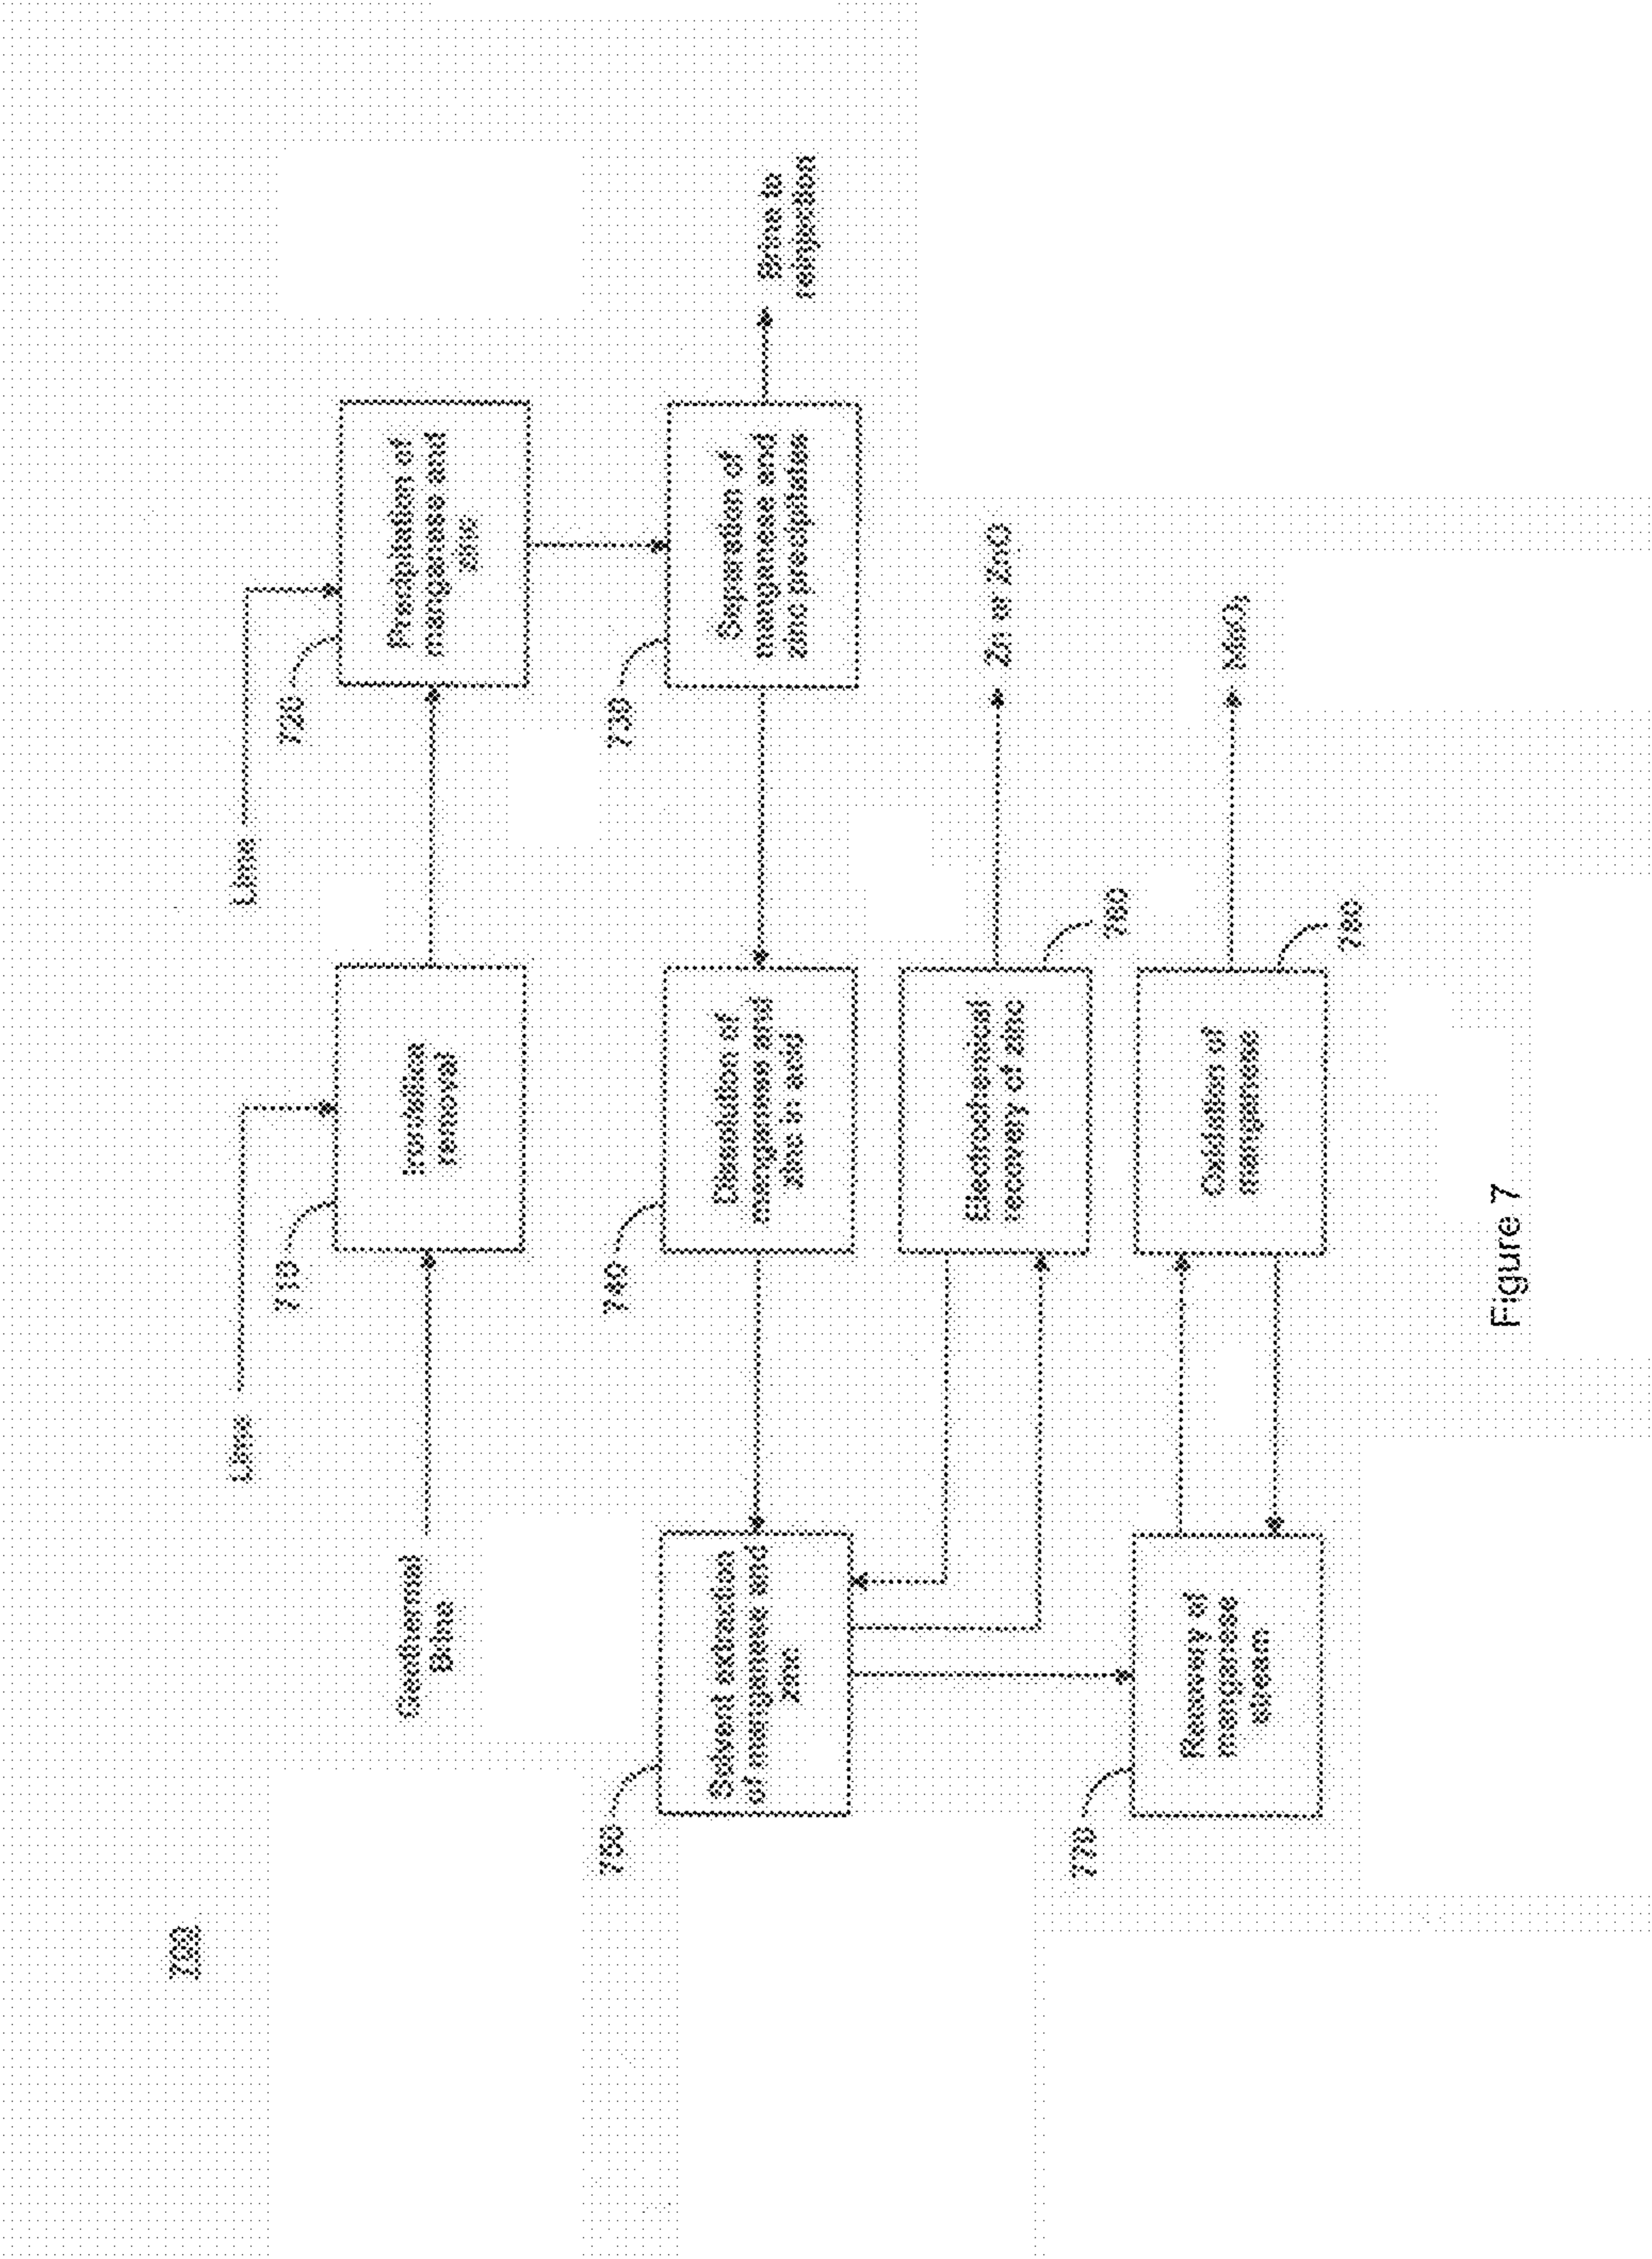 700
Lime
Lime
710
720
Geothermal
Brine
Iron/silica
removal
Precipitation of
manganese and
zinc
740
730
Solvent extraction
of manganese and
zinc
Dissolution of
manganese and
zinc in acid
Separation of
manganese and
zinc precipitates
Brines to
reinjection
750
Electrochemical
recovery of zinc
Zn or ZnO
760
770
Recovery of
manganese
stream
Oxidation of
manganese
MnO₂
780
Figure 7